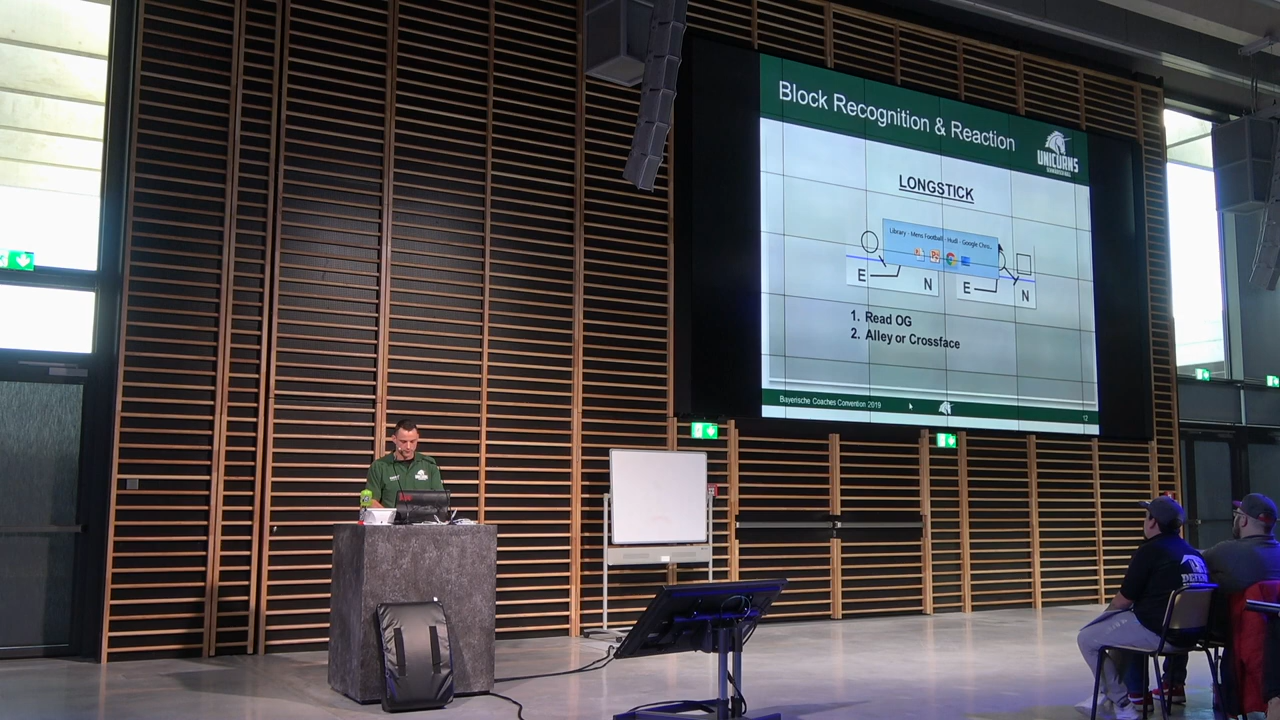 Block Recognition & Reaction
UNICORNS
LONGSTICK
Library - Mens Football - Hudl - Google Chro...
E
N
E
N
1. Read OG
2. Alley or Crossface
Bayerische Coaches Convention 2019
12